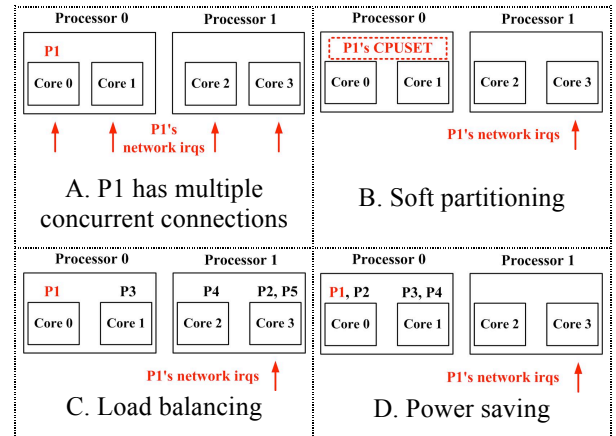 Processor 0 Processor 1
P1
Core 0 Core 1 Core 2 Core 3
P1's
network irqs
A. P1 has multiple
concurrent connections
Processor 0 Processor 1
P1's CPUSET
Core 0 Core 1 Core 2 Core 3
P1's network irqs
B. Soft partitioning
Processor 0 Processor 1
P1 P3 P4 P2, P5
Core 0 Core 1 Core 2 Core 3
P1's network irqs
C. Load balancing
Processor 0 Processor 1
P1, P2 P3, P4
Core 0 Core 1 Core 2 Core 3
P1's network irqs
D. Power saving